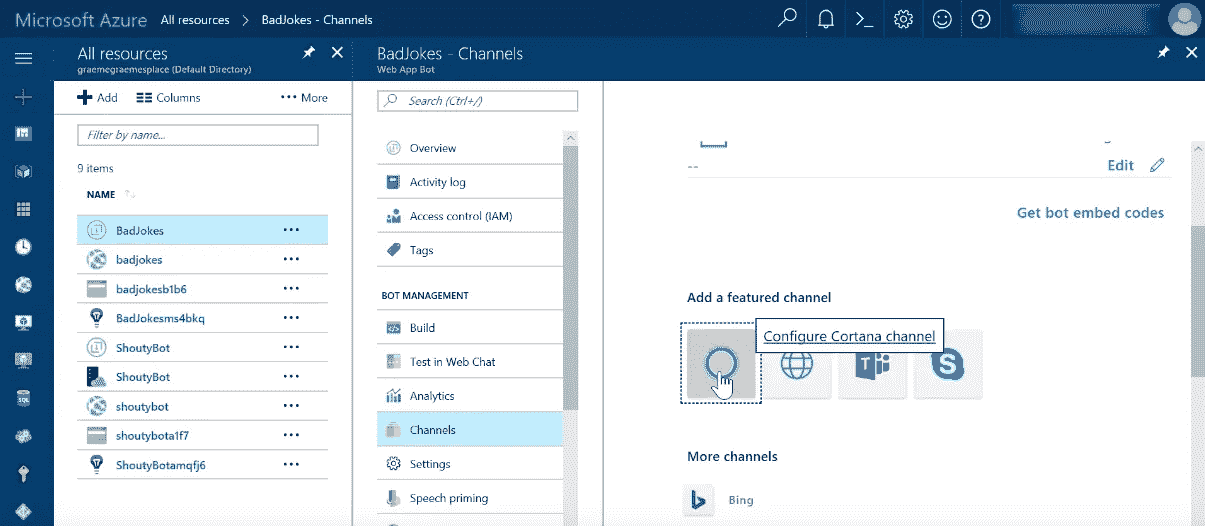 Microsoft Azure All resources > BadJokes - Channels
All resources
graemegraemesplace (Default Directory)
Add Columns ••• More
Filter by name...
9 items
NAME
BadJokes •••
badjokes •••
badjokesb1b6 •••
BadJokesms4bkq •••
ShoutyBot •••
ShoutyBot •••
shoutybot •••
shoutybota1f7 •••
ShoutyBotamqfj6 •••
BadJokes - Channels
Web App Bot
Search (Ctrl+/)
Overview
Activity log
Access control (IAM)
Tags
BOT MANAGEMENT
Build
Test in Web Chat
Analytics
Channels
Settings
Speech priming
--
Edit
Get bot embed codes
Add a featured channel
Configure Cortana channel
More channels
Bing